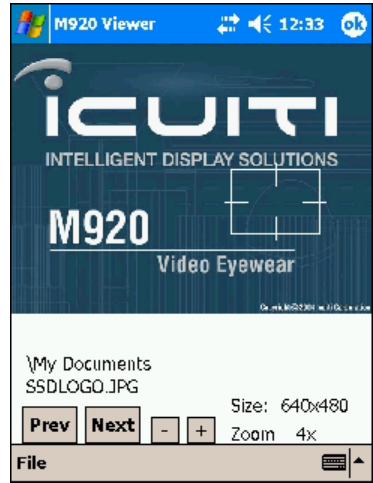 M920 Viewer 12:33 ok
ICUITI
INTELLIGENT DISPLAY SOLUTIONS
M920
Video Eyewear
\My Documents
SSDLOGO.JPG
Size: 640x480
Prev Next - + Zoom 4x
File